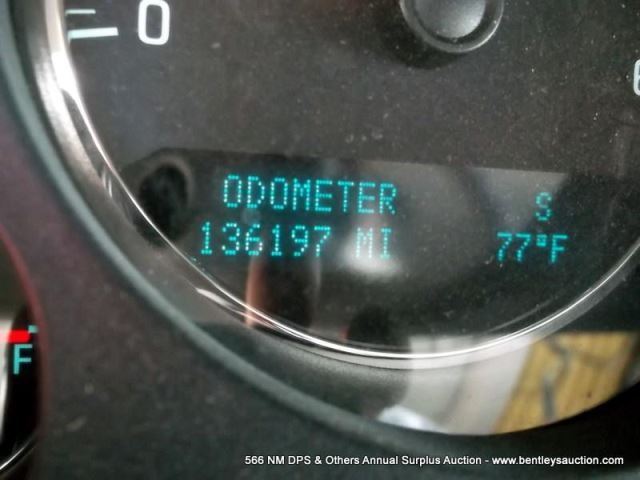 0
ODOMETER S
136197 MI 77°F
F
566 NM DPS & Others Annual Surplus Auction - www.bentleysauction.com